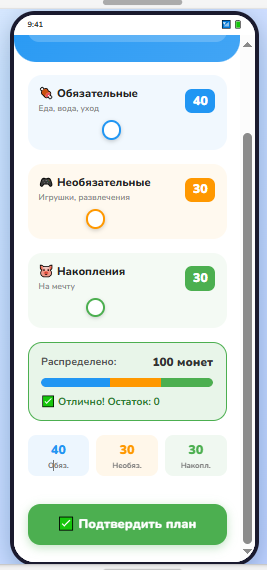 9:41
Обязательные
Еда, вода, уход
40
Необязательные
Игрушки, развлечения
30
Накопления
На мечту
30
Распределено: 100 монет
Отлично! Остаток: 0
40 30 30
Обяз. Необяз. Накопл.
Подтвердить план